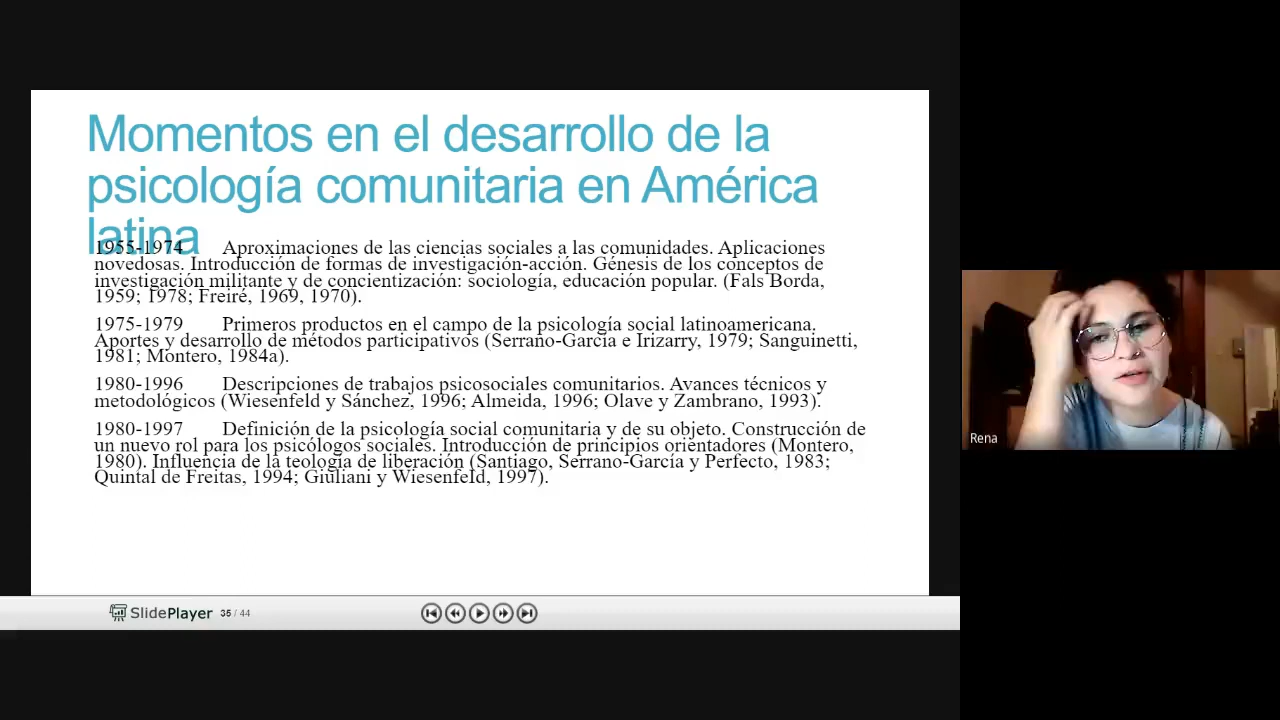 Momentos en el desarrollo de la
psicología comunitaria en América
latina
1955-1974 Aproximaciones de las ciencias sociales a las comunidades. Aplicaciones
novedosas. Introducción de formas de investigación-acción. Génesis de los conceptos de
investigación militante y de concientización: sociología, educación popular. (Fals Borda,
1959; 1978; Freiré, 1969, 1970).
1975-1979 Primeros productos en el campo de la psicología social latinoamericana.
Aportes y desarrollo de métodos participativos (Serrano-García e Irizarry, 1979; Sanguinetti,
1981; Montero, 1984a).
1980-1996 Descripciones de trabajos psicosociales comunitarios. Avances técnicos y
metodológicos (Wiesenfeld y Sánchez, 1996; Almeida, 1996; Olave y Zambrano, 1993).
1980-1997 Definición de la psicología social comunitaria y de su objeto. Construcción de
un nuevo rol para los psicólogos sociales. Introducción de principios orientadores (Montero,
1980). Influencia de la teología de liberación (Santiago, Serrano-García y Perfecto, 1983;
Quintal de Freitas, 1994; Giuliani y Wiesenfeld, 1997).
Rena
SlidePlayer 35 / 44